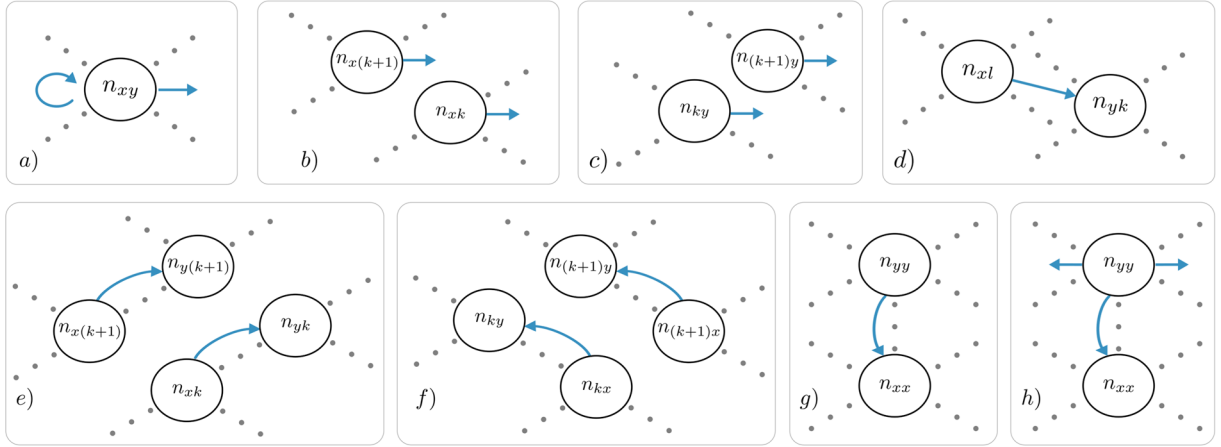 n_{xy}
a)
n_{x(k+1)}
n_{xk}
b)
n_{(k+1)y}
n_{ky}
c)
n_{xl}
n_{yk}
d)
n_{y(k+1)}
n_{x(k+1)}
n_{yk}
n_{xk}
e)
n_{(k+1)y}
n_{ky}
n_{(k+1)x}
n_{kx}
f)
n_{yy}
n_{xx}
g)
n_{yy}
n_{xx}
h)